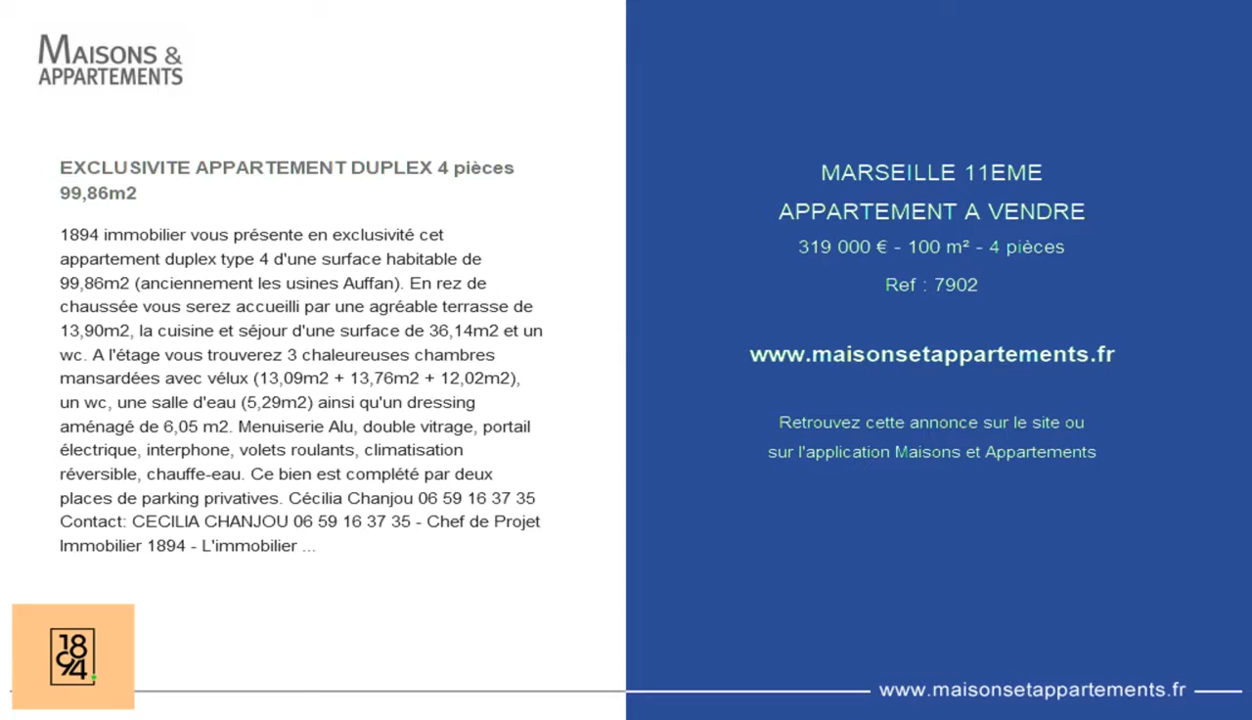 MAISONS &
APPARTEMENTS
EXCLUSIVITE APPARTEMENT DUPLEX 4 pièces
99,86m2
1894 immobilier vous présente en exclusivité cet
appartement duplex type 4 d'une surface habitable de
99,86m2 (anciennement les usines Auffan). En rez de
chaussée vous serez accueilli par une agréable terrasse de
13,90m2, la cuisine et séjour d'une surface de 36,14m2 et un
wc. A l'étage vous trouverez 3 chaleureuses chambres
mansardées avec vélux (13,09m2 + 13,76m2 + 12,02m2),
un wc, une salle d'eau (5,29m2) ainsi qu'un dressing
aménagé de 6,05 m2. Menuiserie Alu, double vitrage, portail
électrique, interphone, volets roulants, climatisation
réversible, chauffe-eau. Ce bien est complété par deux
places de parking privatives. Cécilia Chanjou 06 59 16 37 35
Contact: CECILIA CHANJOU 06 59 16 37 35 - Chef de Projet
Immobilier 1894 - L'immobilier ...
18
94
MARSEILLE 11EME
APPARTEMENT A VENDRE
319 000 € - 100 m² - 4 pièces
Ref : 7902
www.maisonsetappartements.fr
Retrouvez cette annonce sur le site ou
sur l'application Maisons et Appartements
www.maisonsetappartements.fr